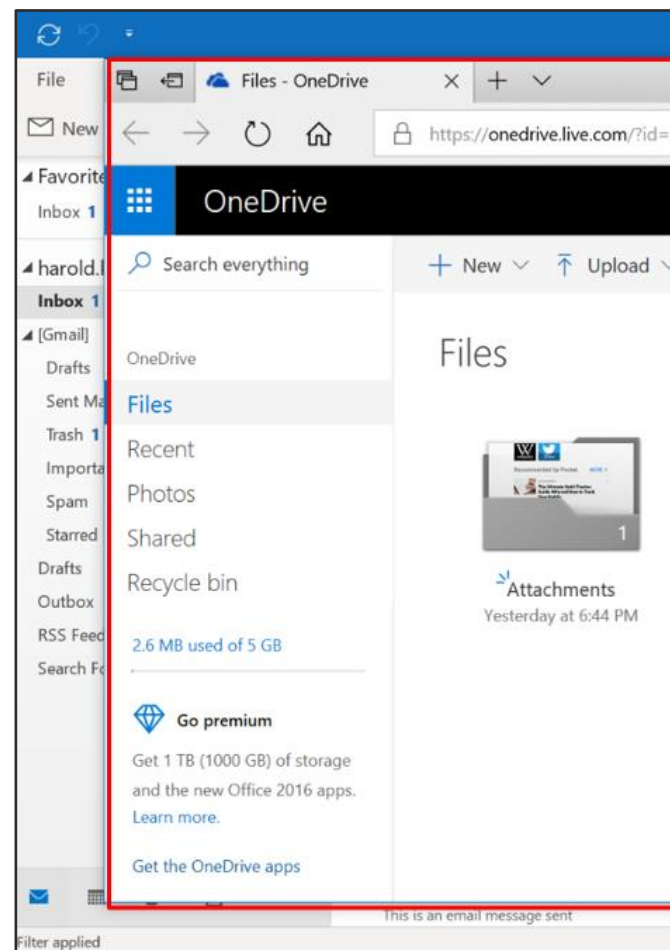 File
New
Favorite
Inbox 1
harold.
Inbox 1
[Gmail]
Drafts
Sent Ma
Trash 1
Importa
Spam
Starred
Drafts
Outbox
RSS Feed
Search Fo
Filter applied
Files - OneDrive
https://onedrive.live.com/?id=
OneDrive
Search everything
New
Upload
OneDrive
Files
Recent
Photos
Shared
Recycle bin
2.6 MB used of 5 GB
Go premium
Get 1 TB (1000 GB) of storage
and the new Office 2016 apps.
Learn more.
Get the OneDrive apps
Files
W
Recommended by Pocket
MORE >
1
Attachments
Yesterday at 6:44 PM
This is an email message sent